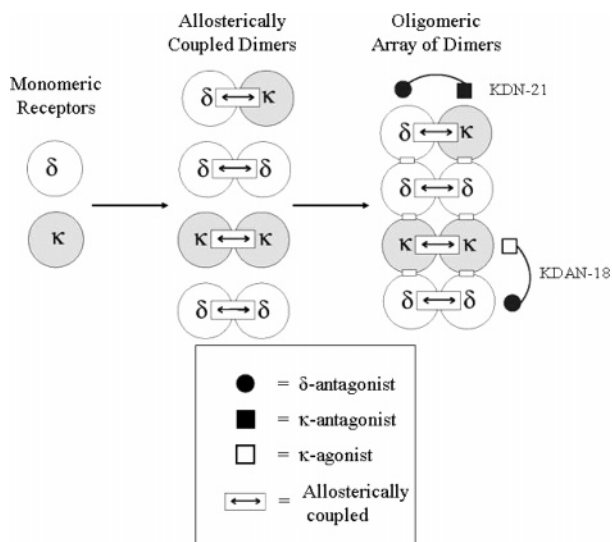 Allosterically
Coupled Dimers
Oligomeric
Array of Dimers
Monomeric
Receptors
KDN-21
δ κ
δ κ
δ
δ δ
δ δ
κ
κ κ
κ κ
KDAN-18
δ δ
δ δ
= δ-antagonist
= κ-antagonist
= κ-agonist
= Allosterically
coupled